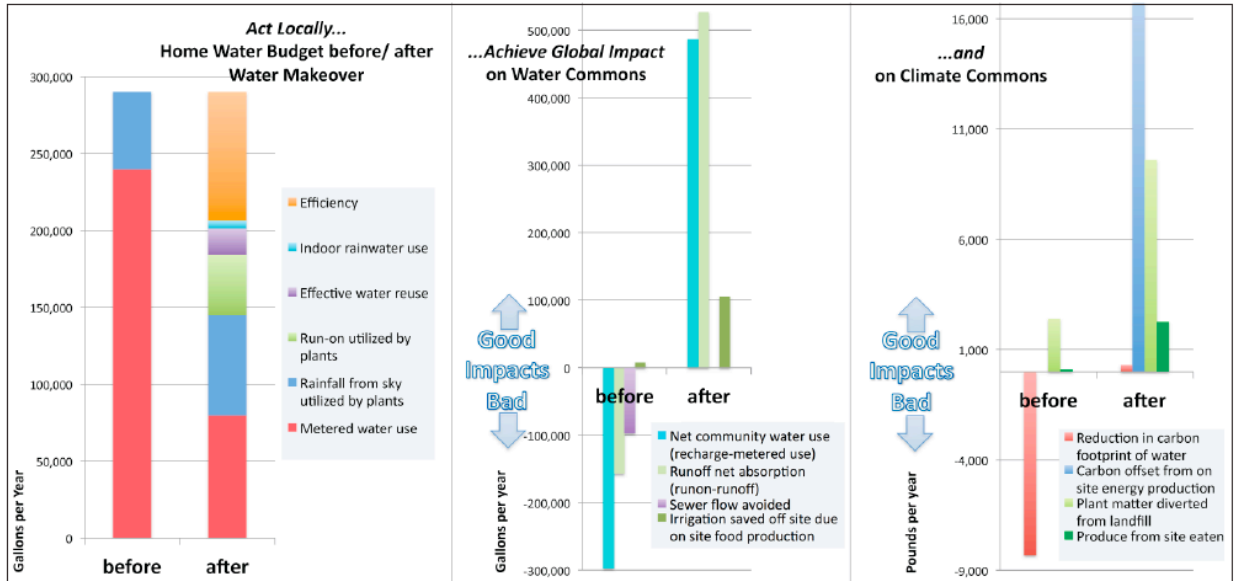 Act Locally...
Home Water Budget before/ after
Water Makeover
300,000
250,000
200,000
150,000
100,000
50,000
0
Gallons per Year
before
after
Efficiency
Indoor rainwater use
Effective water reuse
Run-on utilized by
plants
Rainfall from sky
utilized by plants
Metered water use
...Achieve Global Impact
on Water Commons
500,000
400,000
300,000
200,000
100,000
0
-100,000
-200,000
-300,000
Good
Impacts
Bad
Gallons per year
before
after
Net community water use
(recharge-metered use)
Runoff net absorption
(runon-runoff)
Sewer flow avoided
Irrigation saved off site due
on site food production
...and
on Climate Commons
16,000
11,000
6,000
1,000
-4,000
-9,000
Good
Impacts
Bad
Pounds per year
before
after
Reduction in carbon
footprint of water
Carbon offset from on
site energy production
Plant matter diverted
from landfill
Produce from site eaten